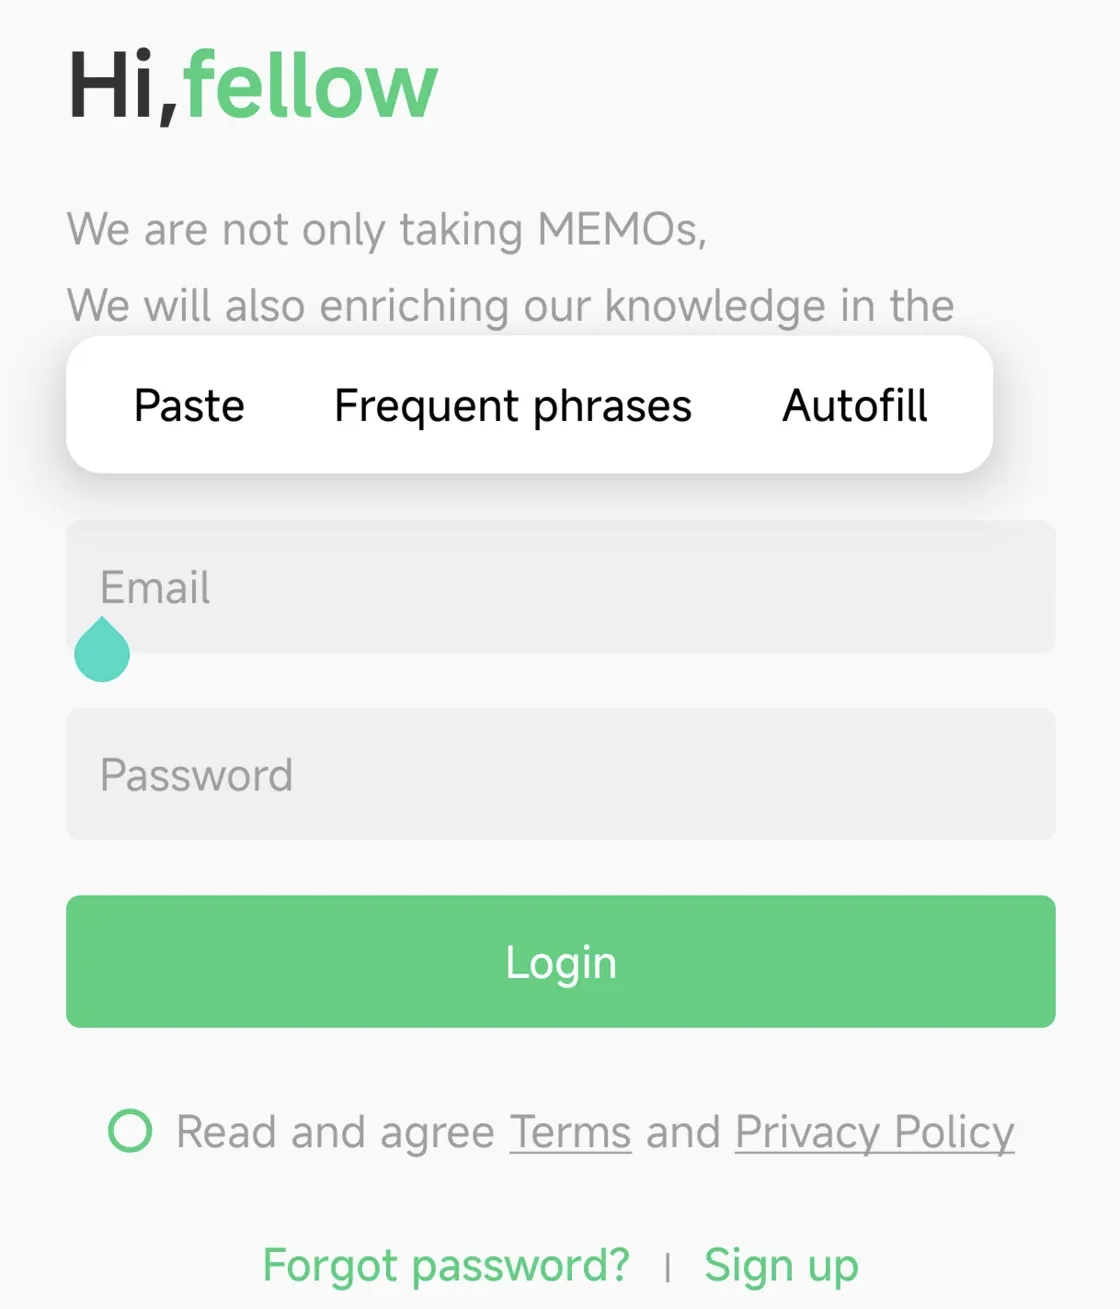 Hi,fellow
We are not only taking MEMOs,
We will also enriching our knowledge in the
Paste Frequent phrases Autofill
Email
Password
Login
Read and agree Terms and Privacy Policy
Forgot password? | Sign up